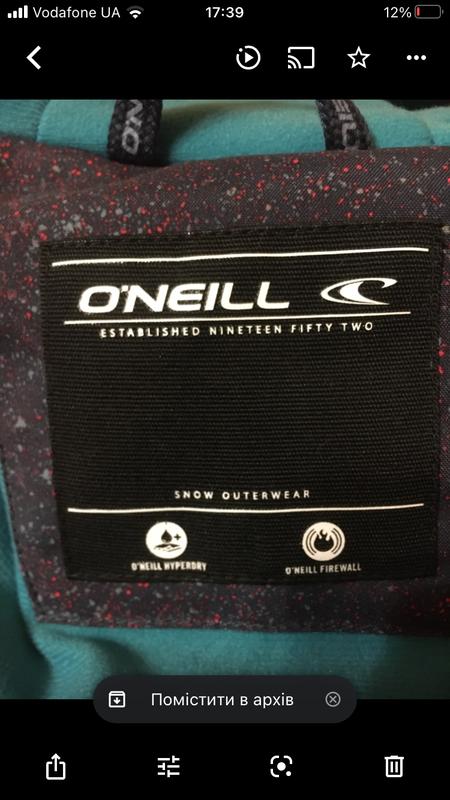 Vodafone UA
17:39
12%
O'NEILL
ESTABLISHED NINETEEN FIFTY TWO
SNOW OUTERWEAR
O'NEILL HYPERDRY
O'NEILL FIREWALL
Помістити в архів